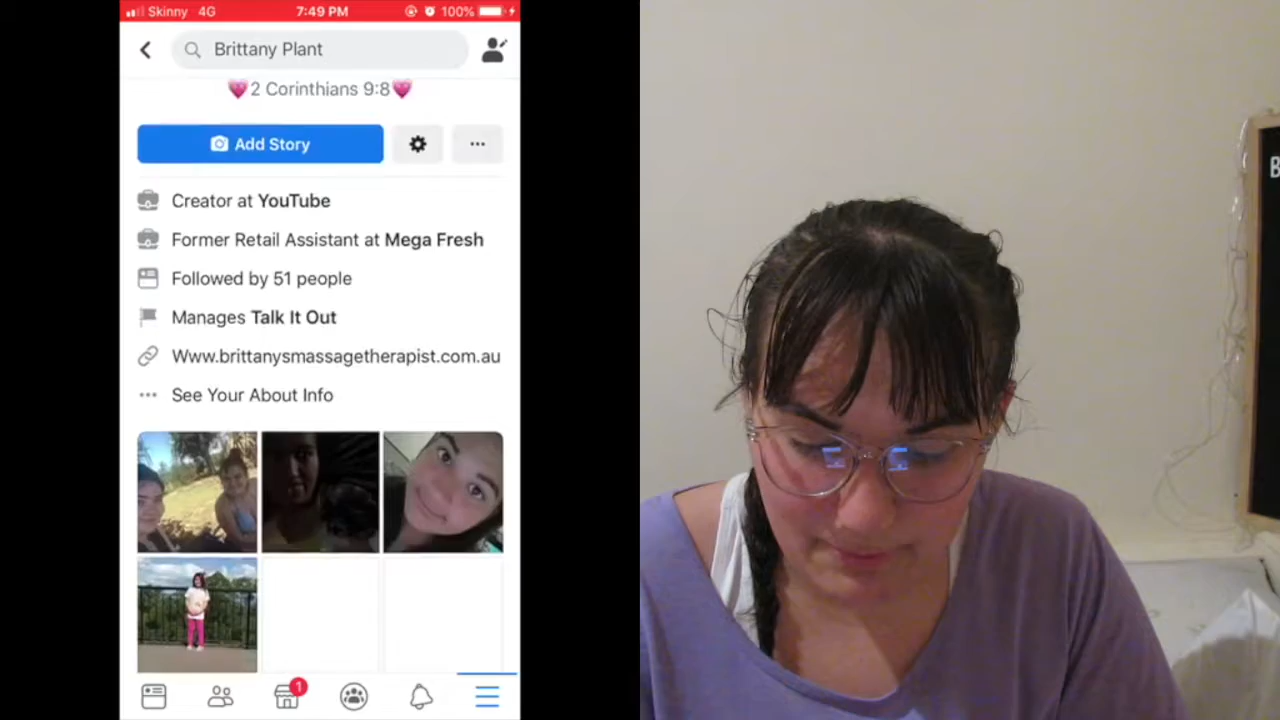 Skinny 4G 7:49 PM 100%
Brittany Plant
2 Corinthians 9:8
Add Story
Creator at YouTube
Former Retail Assistant at Mega Fresh
Followed by 51 people
Manages Talk It Out
Www.brittanysmassagetherapist.com.au
See Your About Info
1
B